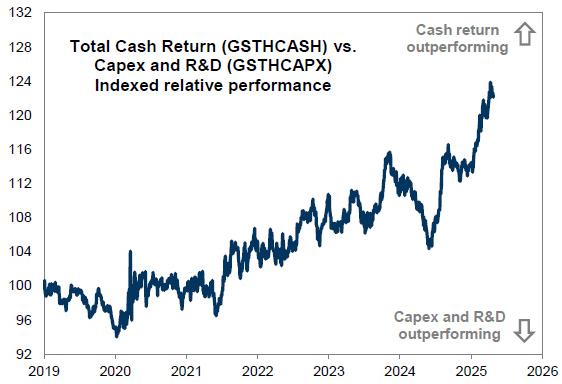 132
128
124
120
116
112
108
104
100
96
92
Total Cash Return (GSTHCASH) vs.
Capex and R&D (GSTHCAPX)
Indexed relative performance
Cash return
outperforming
Capex and R&D
outperforming
2019 2020 2021 2022 2023 2024 2025 2026